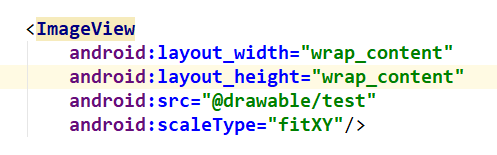 <ImageView
android:layout_width="wrap_content"
android:layout_height="wrap_content"
android:src="@drawable/test"
android:scaleType="fitXY"/>